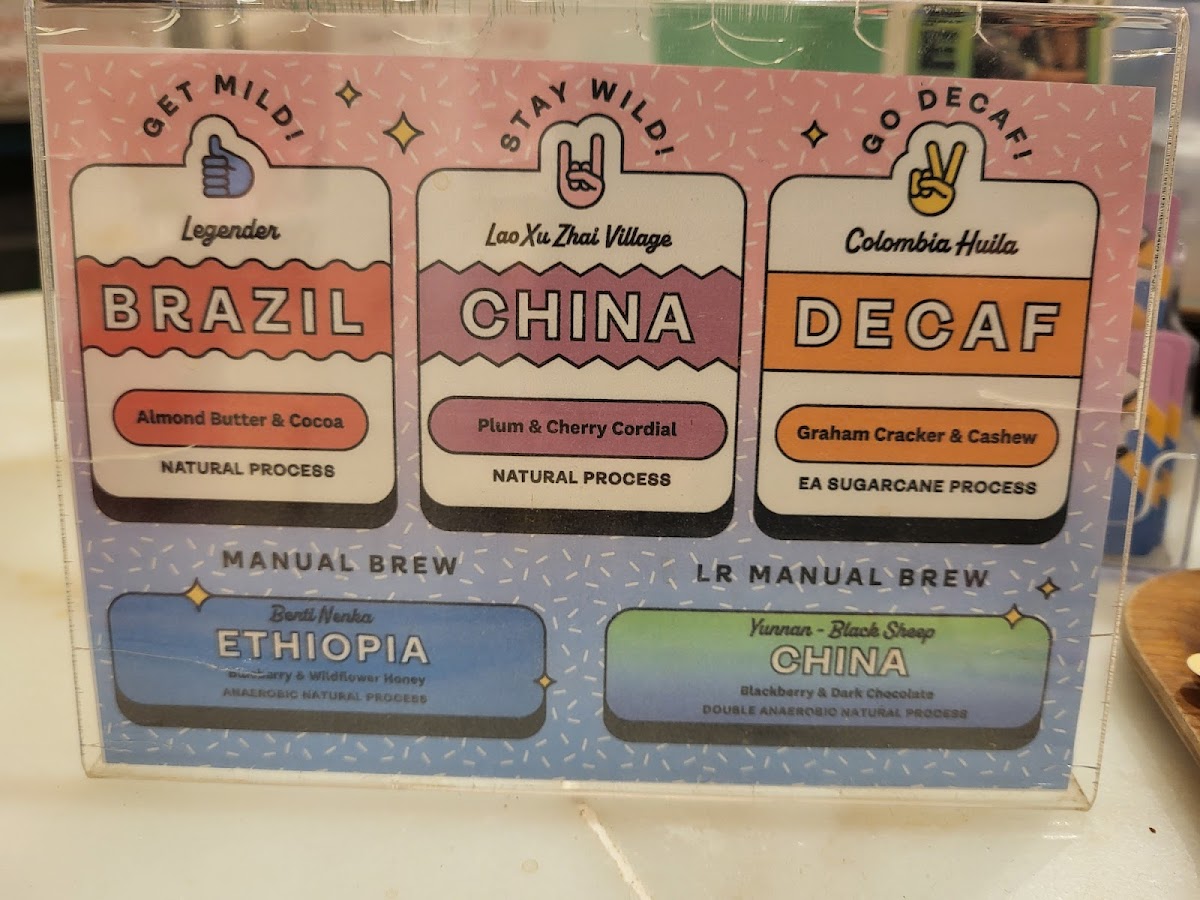 GET MILD!
Legender
BRAZIL
Almond Butter & Cocoa
NATURAL PROCESS
STAY WILD!
Lao Xu Zhai Village
CHINA
Plum & Cherry Cordial
NATURAL PROCESS
GO DECAF!
Colombia Huila
DECAF
Graham Cracker & Cashew
EA SUGARCANE PROCESS
MANUAL BREW
Benti Nenka
ETHIOPIA
& Wildflower Honey
ANAEROBIC NATURAL PROCESS
LR MANUAL BREW
Yunnan - Black Sheep
CHINA
Blackberry & Dark Chocolate
DOUBLE ANAEROBIC NATURAL PROCESS